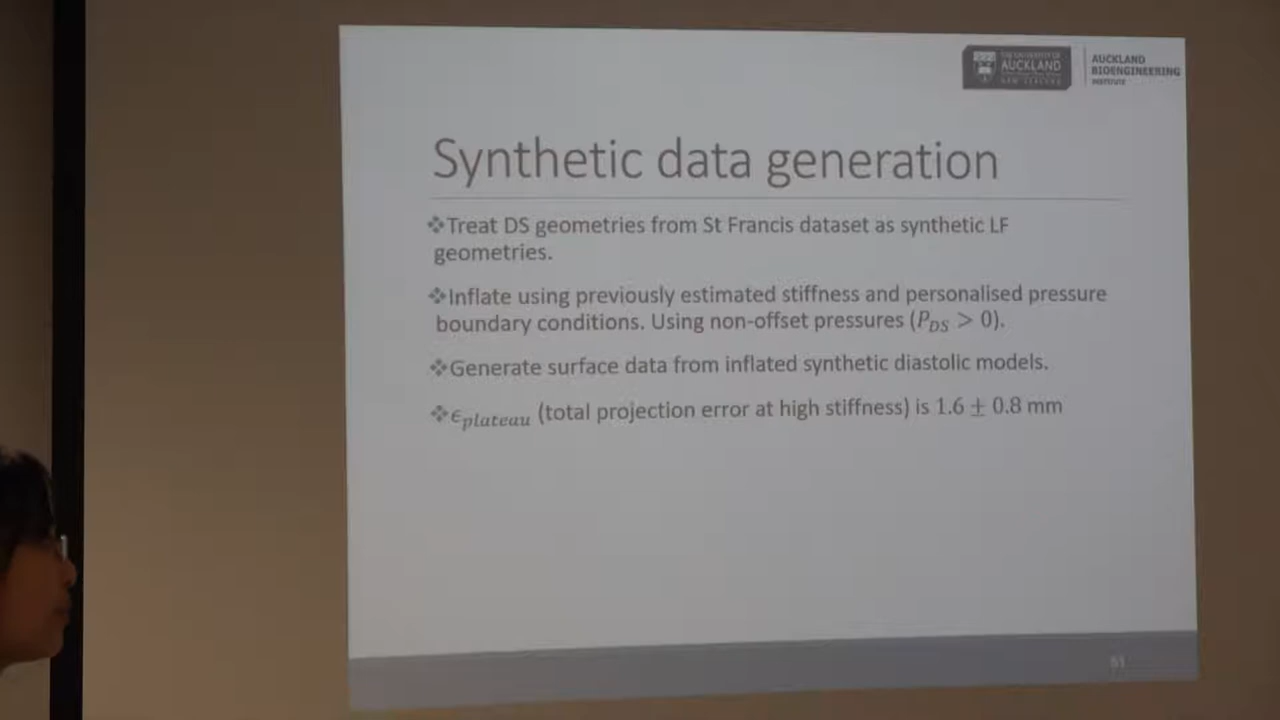 THE UNIVERSITY OF
AUCKLAND
NEW ZEALAND
AUCKLAND
BIOENGINEERING
INSTITUTE
Synthetic data generation
❖Treat DS geometries from St Francis dataset as synthetic LF
geometries.
❖Inflate using previously estimated stiffness and personalised pressure
boundary conditions. Using non-offset pressures (P_DS > 0).
❖Generate surface data from inflated synthetic diastolic models.
❖ϵ_plateau (total projection error at high stiffness) is 1.6 ± 0.8 mm